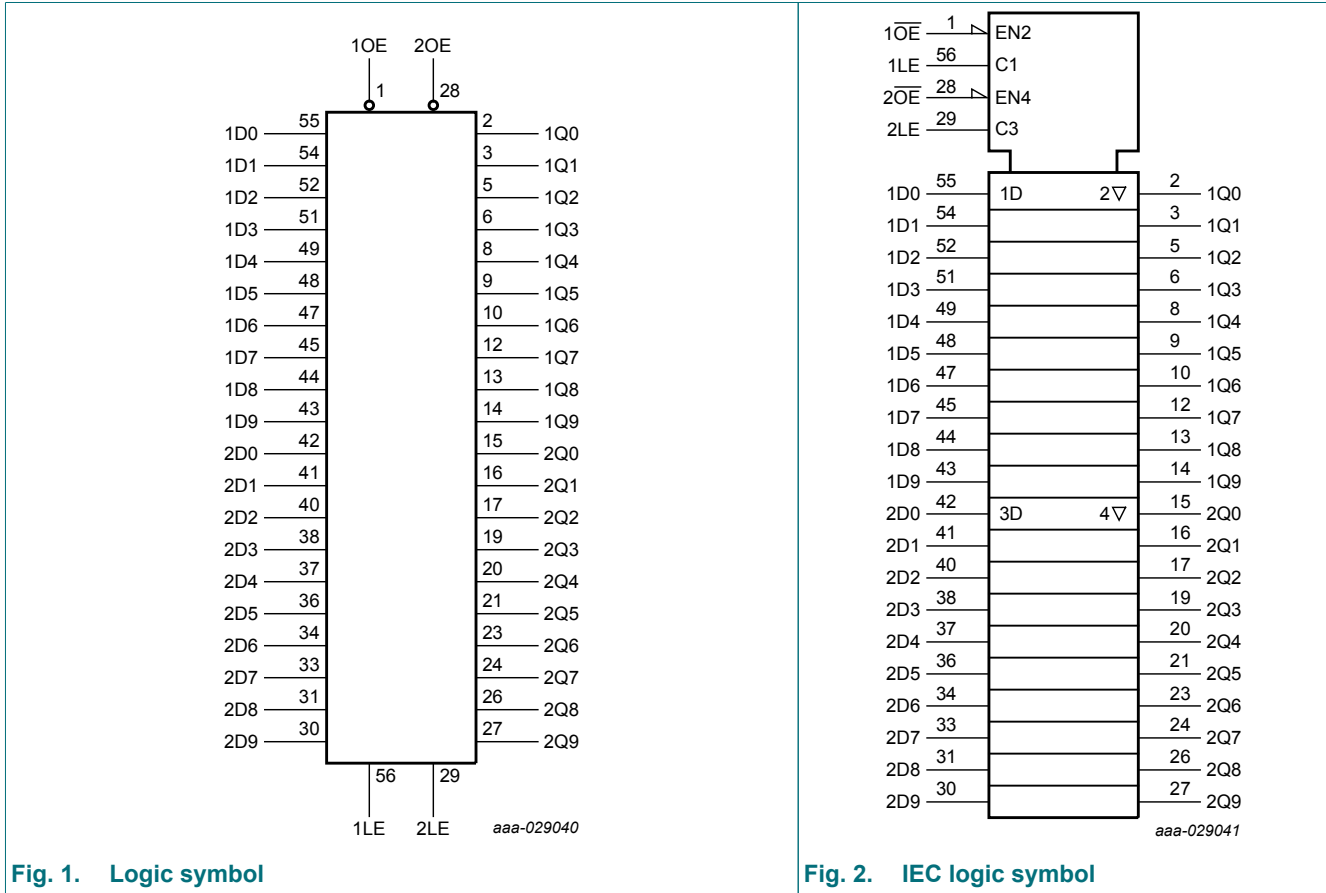 1OE 2OE
1 28
55 2
1D0 1Q0
54 3
1D1 1Q1
52 5
1D2 1Q2
51 6
1D3 1Q3
49 8
1D4 1Q4
48 9
1D5 1Q5
47 10
1D6 1Q6
45 12
1D7 1Q7
44 13
1D8 1Q8
43 14
1D9 1Q9
42 15
2D0 2Q0
41 16
2D1 2Q1
40 17
2D2 2Q2
38 19
2D3 2Q3
37 20
2D4 2Q4
36 21
2D5 2Q5
34 23
2D6 2Q6
33 24
2D7 2Q7
31 26
2D8 2Q8
30 27
2D9 2Q9
56 29
1LE 2LE aaa-029040
Fig. 1. Logic symbol
1O̅E̅ 1 EN2
1LE 56 C1
2O̅E̅ 28 EN4
2LE 29 C3
1D0 55 1D 2▽ 2 1Q0
1D1 54 3 1Q1
1D2 52 5 1Q2
1D3 51 6 1Q3
1D4 49 8 1Q4
1D5 48 9 1Q5
1D6 47 10 1Q6
1D7 45 12 1Q7
1D8 44 13 1Q8
1D9 43 14 1Q9
2D0 42 3D 4▽ 15 2Q0
2D1 41 16 2Q1
2D2 40 17 2Q2
2D3 38 19 2Q3
2D4 37 20 2Q4
2D5 36 21 2Q5
2D6 34 23 2Q6
2D7 33 24 2Q7
2D8 31 26 2Q8
2D9 30 27 2Q9
aaa-029041
Fig. 2. IEC logic symbol